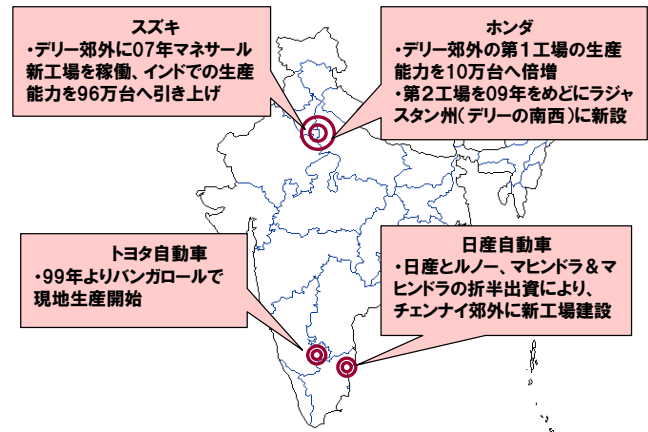 スズキ
・デリー郊外に07年マネサール
新工場を稼働、インドでの生産
能力を96万台へ引き上げ
ホンダ
・デリー郊外の第1工場の生産
能力を10万台へ倍増
・第2工場を09年をめどにラジャ
スタン州(デリーの南西)に新設
トヨタ自動車
・99年よりバンガロールで
現地生産開始
日産自動車
・日産とルノー、マヒンドラ&マ
ヒンドラの折半出資により、
チェンナイ郊外に新工場建設